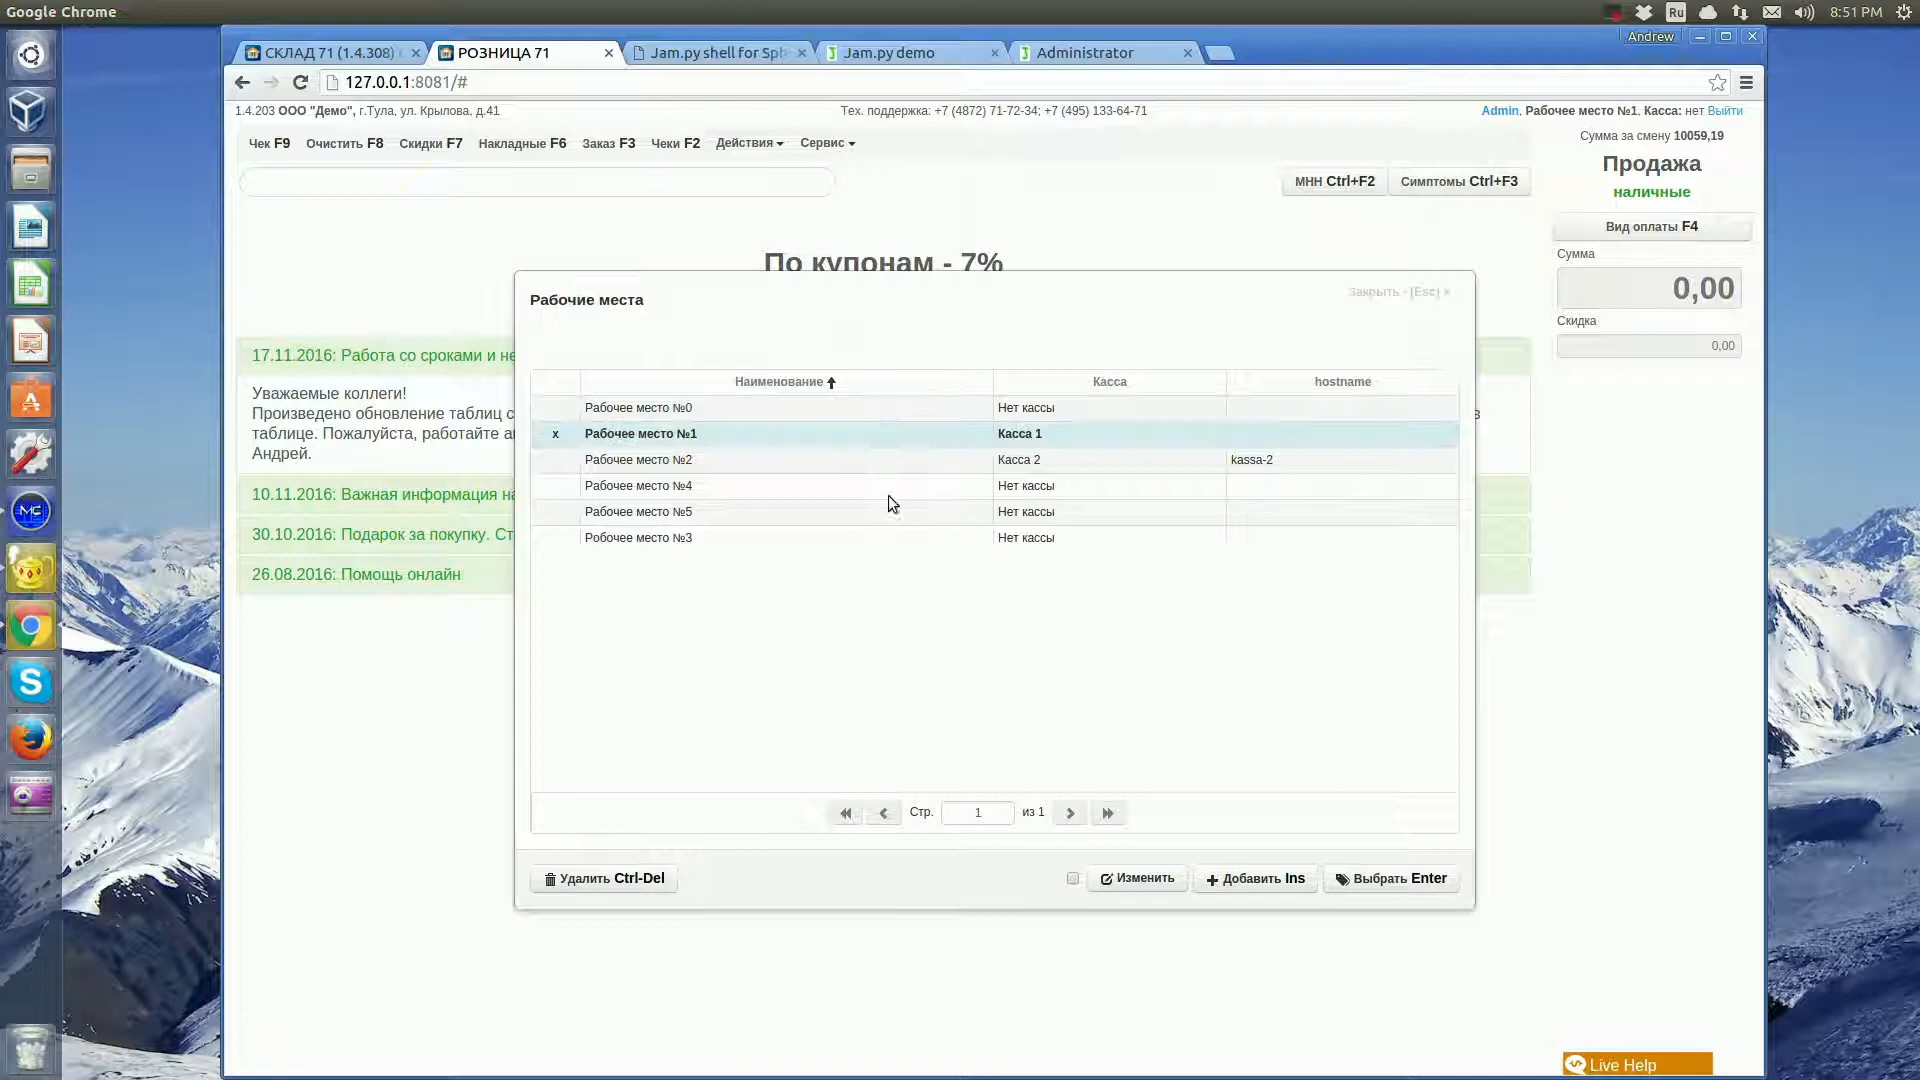 Google Chrome
Ru
8:51 PM
Andrew
СКЛАД 71 (1.4.308)
РОЗНИЦА 71
Jam.py shell for Sph
Jam.py demo
Administrator
127.0.0.1:8081/#
1.4.203 ООО "Демо", г.Тула, ул. Крылова, д.41
Тех. поддержка: +7 (4872) 71-72-34; +7 (495) 133-64-71
Admin, Рабочее место №1, Касса: нет Выйти
Чек F9
Очистить F8
Скидки F7
Накладные F6
Заказ F3
Чеки F2
Действия
Сервис
Сумма за смену 10059,19
Продажа
наличные
МНН Ctrl+F2
Симптомы Ctrl+F3
Вид оплаты F4
Сумма
0,00
Скидка
0,00
По купонам - 7%
17.11.2016: Работа со сроками и не
Уважаемые коллеги!
Произведено обновление таблиц с
таблице. Пожалуйста, работайте а
Андрей.
10.11.2016: Важная информация на
30.10.2016: Подарок за покупку. Ст
26.08.2016: Помощь онлайн
Рабочие места
Закрыть - [Esc] ×
Наименование
Касса
hostname
Рабочее место №0
Нет кассы
x
Рабочее место №1
Касса 1
Рабочее место №2
Касса 2
kassa-2
Рабочее место №4
Нет кассы
Рабочее место №5
Нет кассы
Робочее место №3
Нет кассы
Стр.
1
из 1
Удалить Ctrl-Del
Изменить
Добавить Ins
Выбрать Enter
Live Help